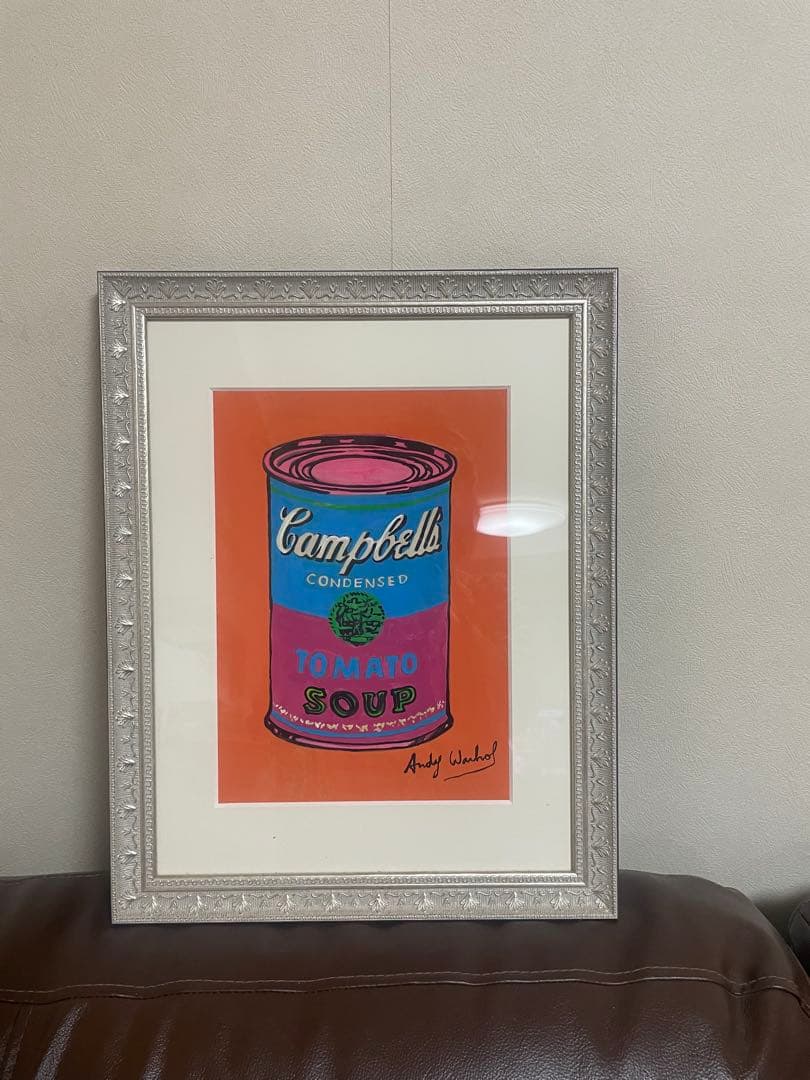 Campbell's
CONDENSED
TOMATO
SOUP
Andy Warhol